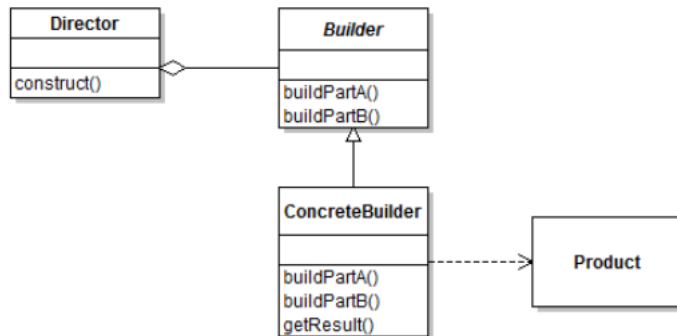 Director
construct()
Builder
buildPartA()
buildPartB()
ConcreteBuilder
buildPartA()
buildPartB()
getResult()
Product